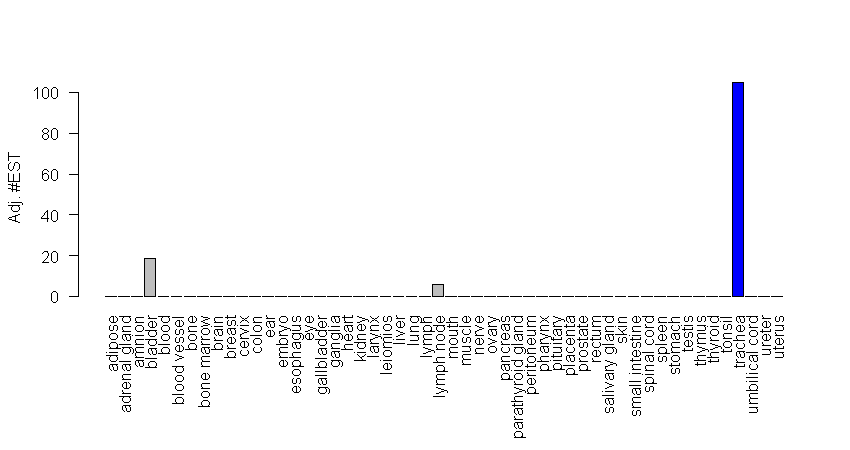 Adj. #EST
100
80
60
40
20
0
adipose
adrenal gland
amnion
bladder
blood
blood vessel
bone
bone marrow
brain
breast
cervix
colon
ear
embryo
esophagus
eye
gallbladder
ganglia
heart
kidney
larynx
leiomios
liver
lung
lymph
lymph node
mouth
muscle
nerve
ovary
pancreas
parathyroid gland
peritoneum
pharynx
pituitary
placenta
prostate
rectum
salivary gland
skin
small intestine
spinal cord
spleen
stomach
testis
thymus
thyroid
tonsil
trachea
umbilical cord
ureter
uterus